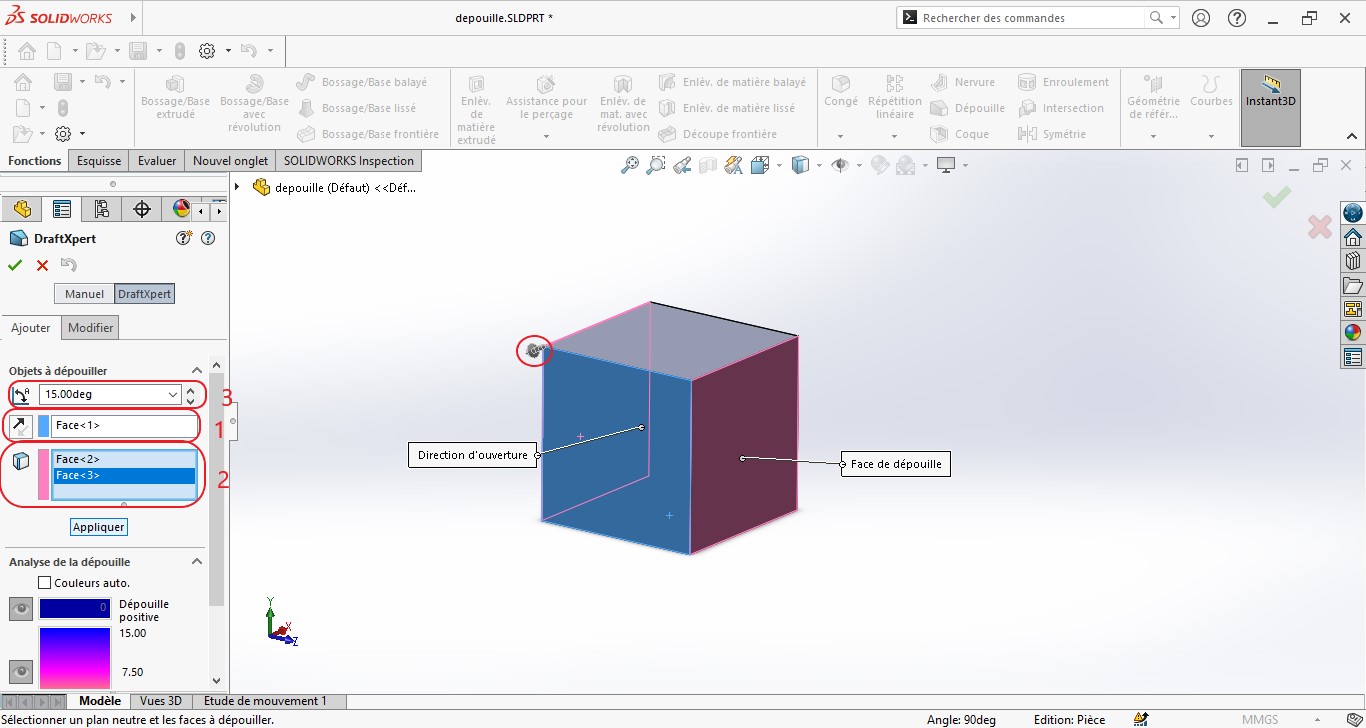 SOLIDWORKS
depouille.SLDPRT *
Rechercher des commandes
Bossage/Base
extrudé
Bossage/Base
avec
révolution
Bossage/Base balayé
Bossage/Base lissé
Bossage/Base frontière
Enlèv.
de
matière
extrudé
Assistance pour
le perçage
Enlèv. de
mat. avec
révolution
Enlèv. de matière balayé
Enlèv. de matière lissé
Découpe frontière
Congé
Répétition
linéaire
Nervure
Dépouille
Coque
Enroulement
Intersection
Symétrie
Géométrie
de référ...
Courbes
Instant3D
Fonctions
Esquisse
Evaluer
Nouvel onglet
SOLIDWORKS Inspection
depouille (Défaut) <<Déf...
DraftXpert
Manuel
DraftXpert
Ajouter
Modifier
Objets à dépouiller
15.00deg
3
Face<1>
1
Face<2>
Face<3>
2
Appliquer
Analyse de la dépouille
Couleurs auto.
0
Dépouille
positive
15.00
7.50
Direction d'ouverture
Face de dépouille
Y
X
Z
Modèle
Vues 3D
Etude de mouvement 1
Sélectionner un plan neutre et les faces à dépouiller.
Angle: 90deg
Edition: Pièce
MMGS